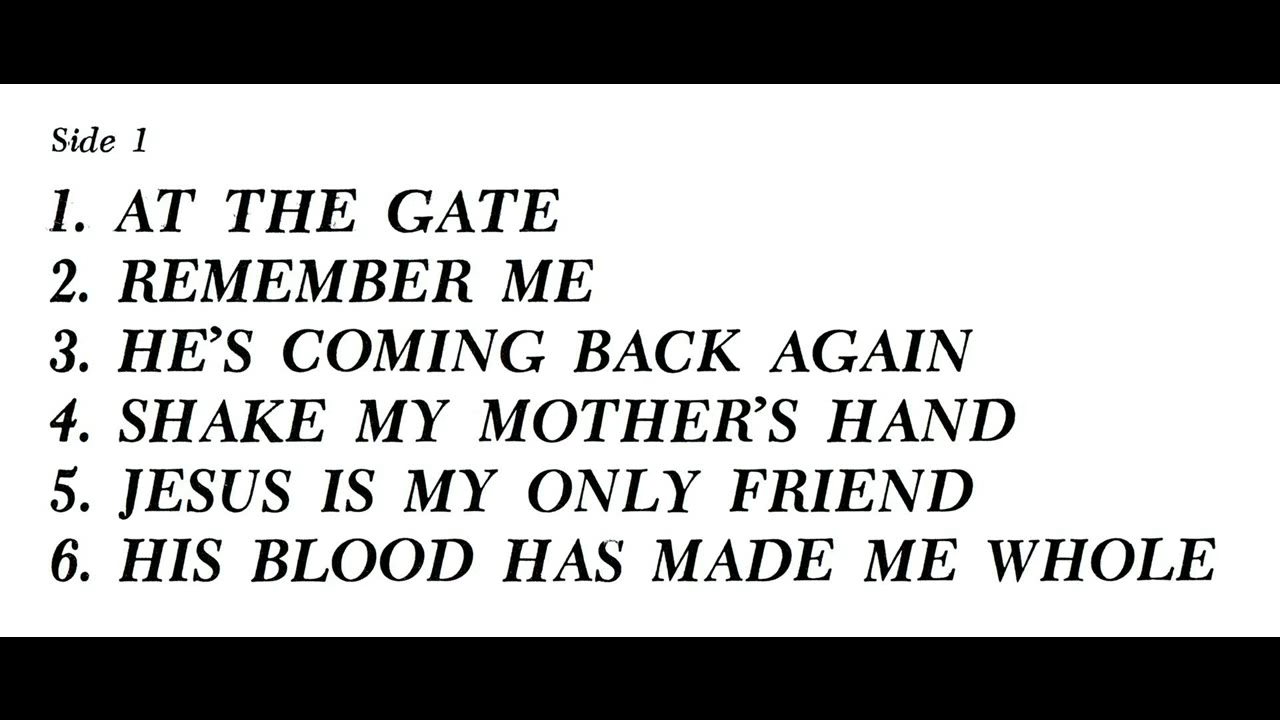 Side 1
1. AT THE GATE
2. REMEMBER ME
3. HE’S COMING BACK AGAIN
4. SHAKE MY MOTHER’S HAND
5. JESUS IS MY ONLY FRIEND
6. HIS BLOOD HAS MADE ME WHOLE